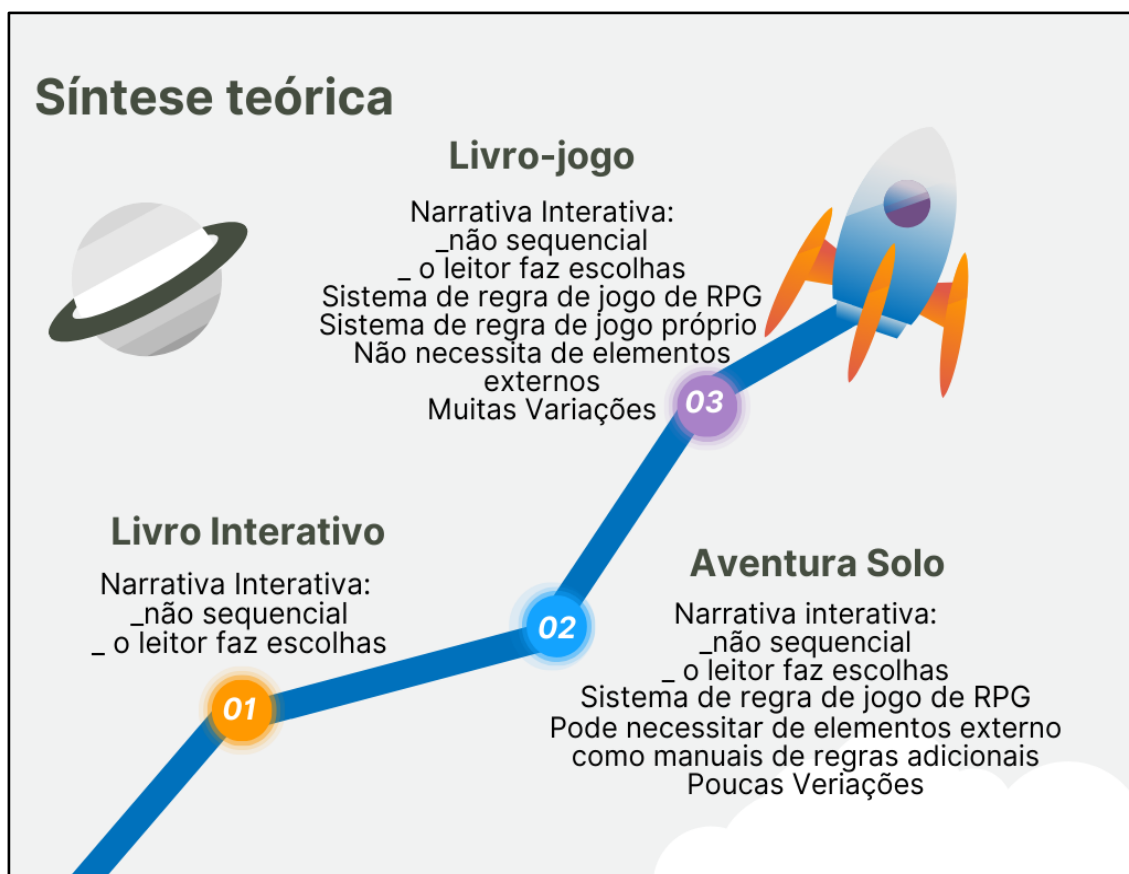 Síntese teórica
Livro-jogo
Narrativa Interativa:
_não sequencial
_ o leitor faz escolhas
Sistema de regra de jogo de RPG
Sistema de regra de jogo próprio
Não necessita de elementos
externos
Muitas Variações
03
Livro Interativo
Narrativa Interativa:
_não sequencial
_ o leitor faz escolhas
01
02
Aventura Solo
Narrativa interativa:
_não sequencial
_ o leitor faz escolhas
Sistema de regra de jogo de RPG
Pode necessitar de elementos externo
como manuais de regras adicionais
Poucas Veriações